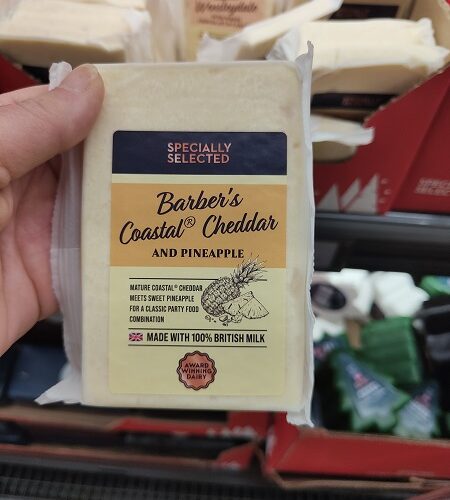 SPECIALLY
SELECTED
Barber's
Coastal® Cheddar
AND PINEAPPLE
MATURE COASTAL® CHEDDAR
MEETS SWEET PINEAPPLE
FOR A CLASSIC PARTY FOOD
COMBINATION
MADE WITH 100% BRITISH MILK
AWARD
WINNING
DAIRY